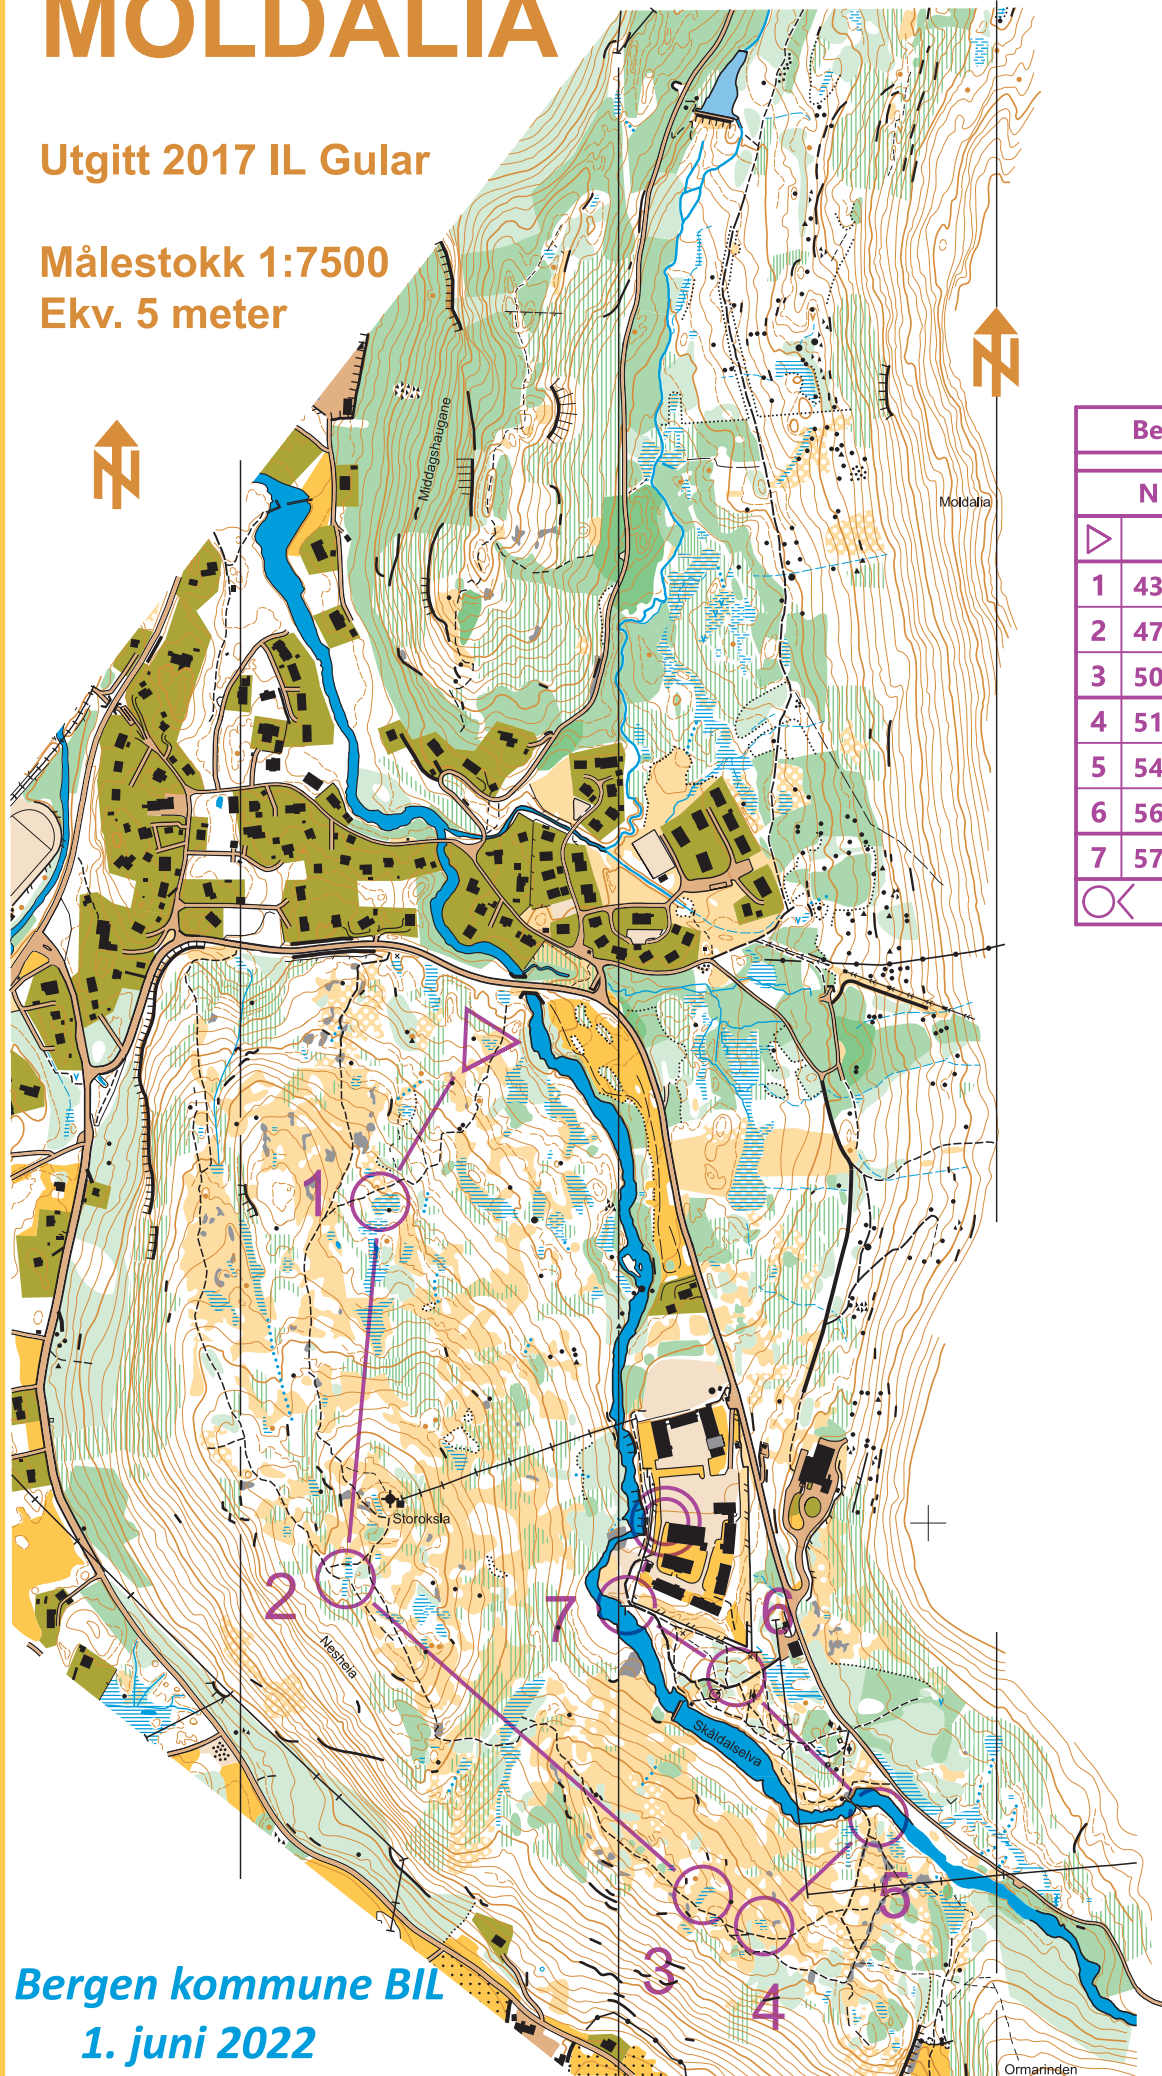 MOLDALIA
Utgitt 2017 IL Gular
Målestokk 1:7500
Ekv. 5 meter
N
N
Middagshaugane
Moldalia
Be
N
1 43
2 47
3 50
4 51
5 54
6 56
7 57
1
Storoksla
2
7
6
Nesheia
Skåldalselva
5
3
4
Bergen kommune BIL
1. juni 2022
Ormarinden